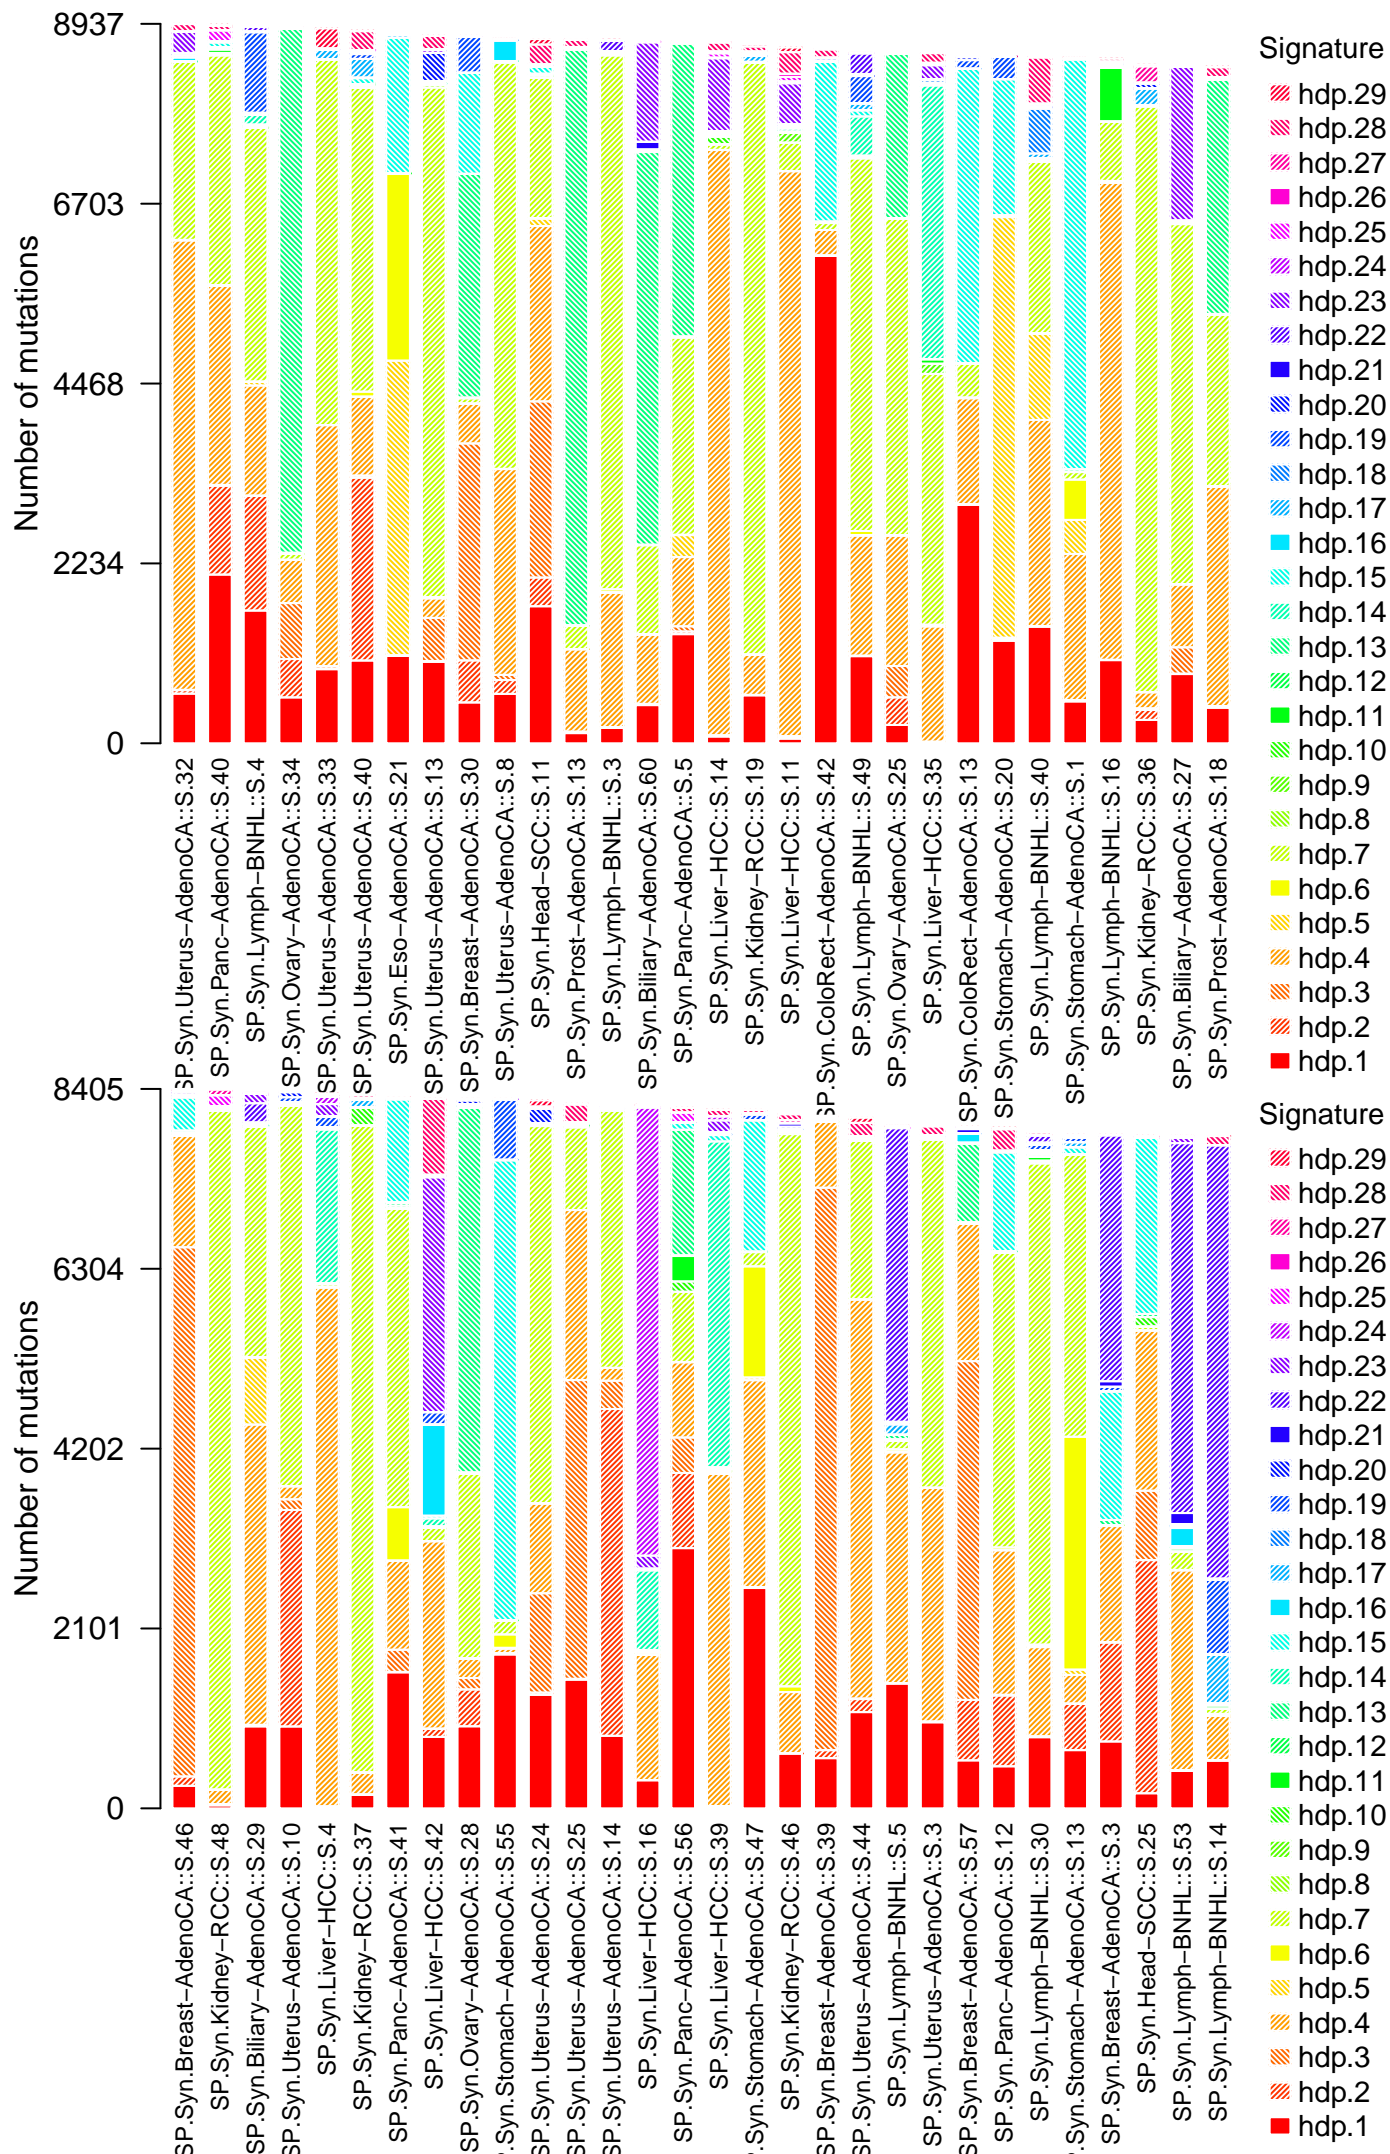 Number of mutations
8937
6703
4468
2234
0
SP.Syn.Uterus−AdenoCA::S.32
SP.Syn.Panc−AdenoCA::S.40
SP.Syn.Lymph−BNHL::S.4
SP.Syn.Ovary−AdenoCA::S.34
SP.Syn.Uterus−AdenoCA::S.33
SP.Syn.Uterus−AdenoCA::S.40
SP.Syn.Eso−AdenoCA::S.21
SP.Syn.Uterus−AdenoCA::S.13
SP.Syn.Breast−AdenoCA::S.30
SP.Syn.Uterus−AdenoCA::S.8
SP.Syn.Head−SCC::S.11
SP.Syn.Prost−AdenoCA::S.13
SP.Syn.Lymph−BNHL::S.3
SP.Syn.Biliary−AdenoCA::S.60
SP.Syn.Panc−AdenoCA::S.5
SP.Syn.Liver−HCC::S.14
SP.Syn.Kidney−RCC::S.19
SP.Syn.Liver−HCC::S.11
SP.Syn.ColoRect−AdenoCA::S.42
SP.Syn.Lymph−BNHL::S.49
SP.Syn.Ovary−AdenoCA::S.25
SP.Syn.Liver−HCC::S.35
SP.Syn.ColoRect−AdenoCA::S.13
SP.Syn.Stomach−AdenoCA::S.20
SP.Syn.Lymph−BNHL::S.40
SP.Syn.Stomach−AdenoCA::S.1
SP.Syn.Lymph−BNHL::S.16
SP.Syn.Kidney−RCC::S.36
SP.Syn.Biliary−AdenoCA::S.27
SP.Syn.Prost−AdenoCA::S.18
Signature
hdp.29
hdp.28
hdp.27
hdp.26
hdp.25
hdp.24
hdp.23
hdp.22
hdp.21
hdp.20
hdp.19
hdp.18
hdp.17
hdp.16
hdp.15
hdp.14
hdp.13
hdp.12
hdp.11
hdp.10
hdp.9
hdp.8
hdp.7
hdp.6
hdp.5
hdp.4
hdp.3
hdp.2
hdp.1
Number of mutations
8405
6304
4202
2101
0
SP.Syn.Breast−AdenoCA::S.46
SP.Syn.Kidney−RCC::S.48
SP.Syn.Biliary−AdenoCA::S.29
SP.Syn.Uterus−AdenoCA::S.10
SP.Syn.Liver−HCC::S.4
SP.Syn.Kidney−RCC::S.37
SP.Syn.Panc−AdenoCA::S.41
SP.Syn.Liver−HCC::S.42
SP.Syn.Ovary−AdenoCA::S.28
P.Syn.Stomach−AdenoCA::S.55
SP.Syn.Uterus−AdenoCA::S.24
SP.Syn.Uterus−AdenoCA::S.25
SP.Syn.Uterus−AdenoCA::S.14
SP.Syn.Liver−HCC::S.16
SP.Syn.Panc−AdenoCA::S.56
SP.Syn.Liver−HCC::S.39
P.Syn.Stomach−AdenoCA::S.47
SP.Syn.Kidney−RCC::S.46
SP.Syn.Breast−AdenoCA::S.39
SP.Syn.Uterus−AdenoCA::S.44
SP.Syn.Lymph−BNHL::S.5
SP.Syn.Uterus−AdenoCA::S.3
SP.Syn.Breast−AdenoCA::S.57
SP.Syn.Panc−AdenoCA::S.12
SP.Syn.Lymph−BNHL::S.30
P.Syn.Stomach−AdenoCA::S.13
SP.Syn.Breast−AdenoCA::S.3
SP.Syn.Head−SCC::S.25
SP.Syn.Lymph−BNHL::S.53
SP.Syn.Lymph−BNHL::S.14
Signature
hdp.29
hdp.28
hdp.27
hdp.26
hdp.25
hdp.24
hdp.23
hdp.22
hdp.21
hdp.20
hdp.19
hdp.18
hdp.17
hdp.16
hdp.15
hdp.14
hdp.13
hdp.12
hdp.11
hdp.10
hdp.9
hdp.8
hdp.7
hdp.6
hdp.5
hdp.4
hdp.3
hdp.2
hdp.1